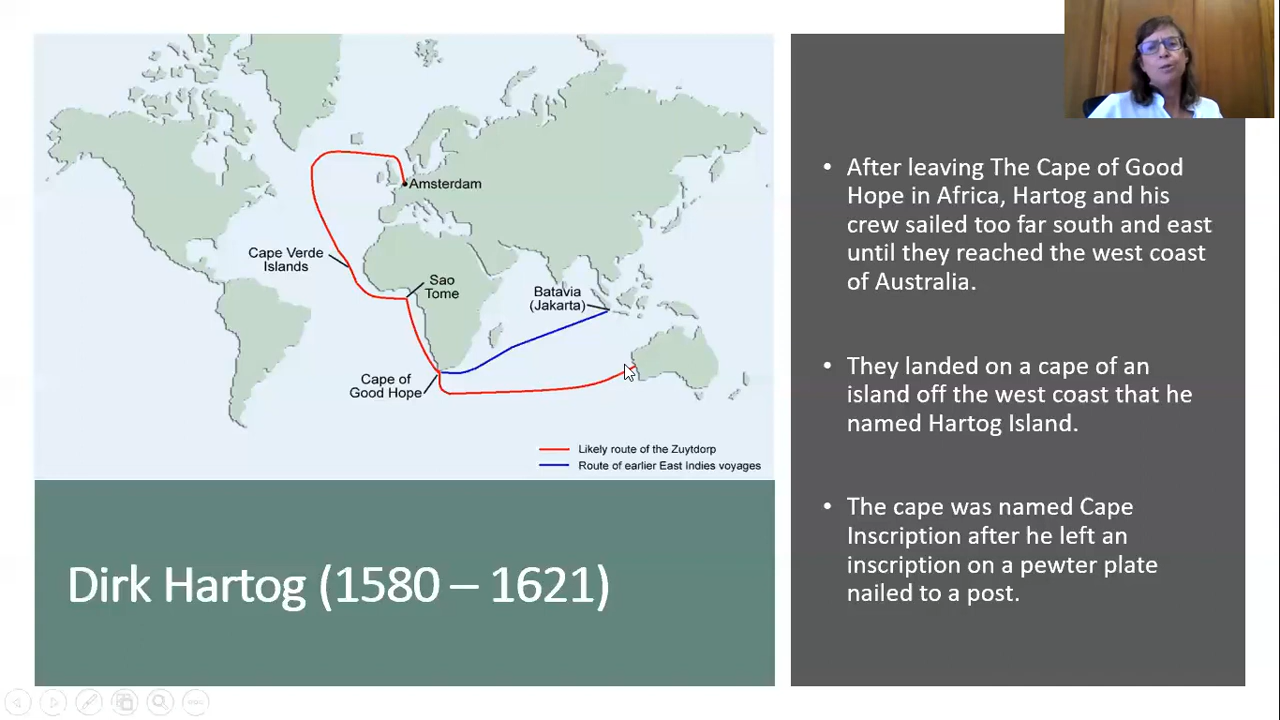 Amsterdam
Cape Verde
Islands
Sao
Tome
Batavia
(Jakarta)
Cape of
Good Hope
Likely route of the Zuytdorp
Route of earlier East Indies voyages
Dirk Hartog (1580 – 1621)
• After leaving The Cape of Good
Hope in Africa, Hartog and his
crew sailed too far south and east
until they reached the west coast
of Australia.
• They landed on a cape of an
island off the west coast that he
named Hartog Island.
• The cape was named Cape
Inscription after he left an
inscription on a pewter plate
nailed to a post.